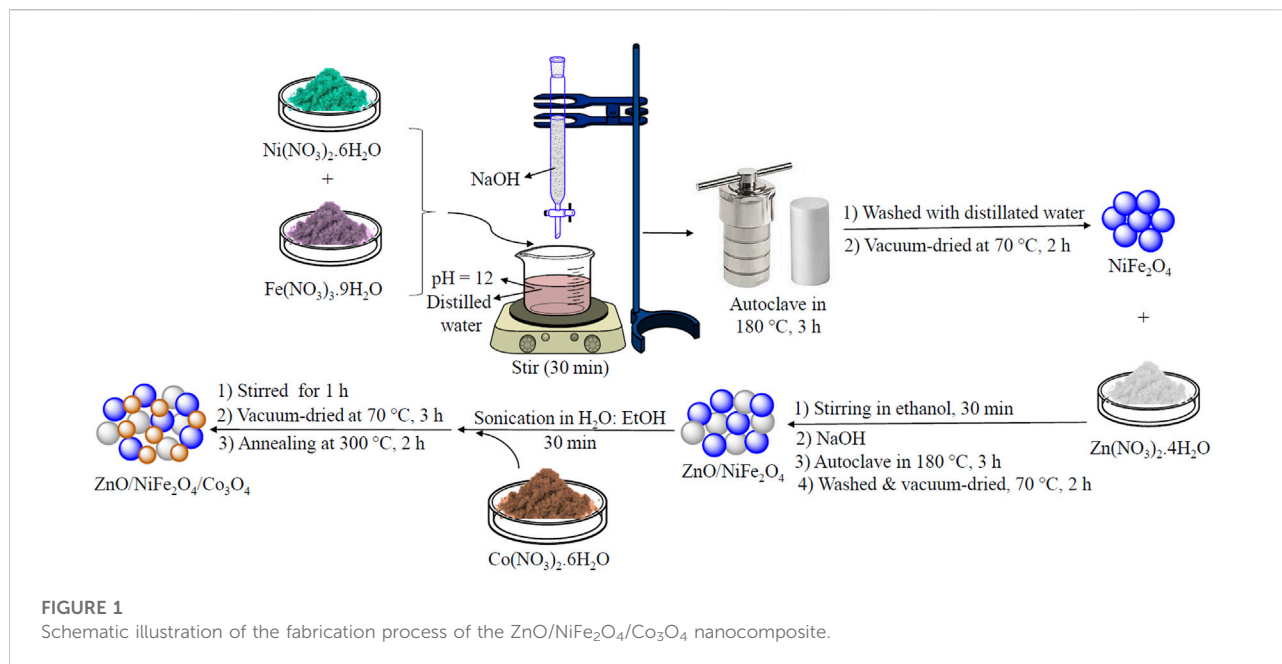 Ni(NO₃)₂.6H₂O
+
Fe(NO₃)₃.9H₂O
NaOH
pH = 12
Distilled
water
Stir (30 min)
Autoclave in
180 °C, 3 h
1) Washed with distillated water
2) Vacuum-dried at 70 °C, 2 h
NiFe₂O₄
+
Zn(NO₃)₂.4H₂O
1) Stirring in ethanol, 30 min
2) NaOH
3) Autoclave in 180 °C, 3 h
4) Washed & vacuum-dried, 70 °C, 2 h
ZnO/NiFe₂O₄
Sonication in H₂O: EtOH
30 min
Co(NO₃)₂.6H₂O
1) Stirred for 1 h
2) Vacuum-dried at 70 °C, 3 h
3) Annealing at 300 °C, 2 h
ZnO/NiFe₂O₄/Co₃O₄
FIGURE 1
Schematic illustration of the fabrication process of the ZnO/NiFe₂O₄/Co₃O₄ nanocomposite.